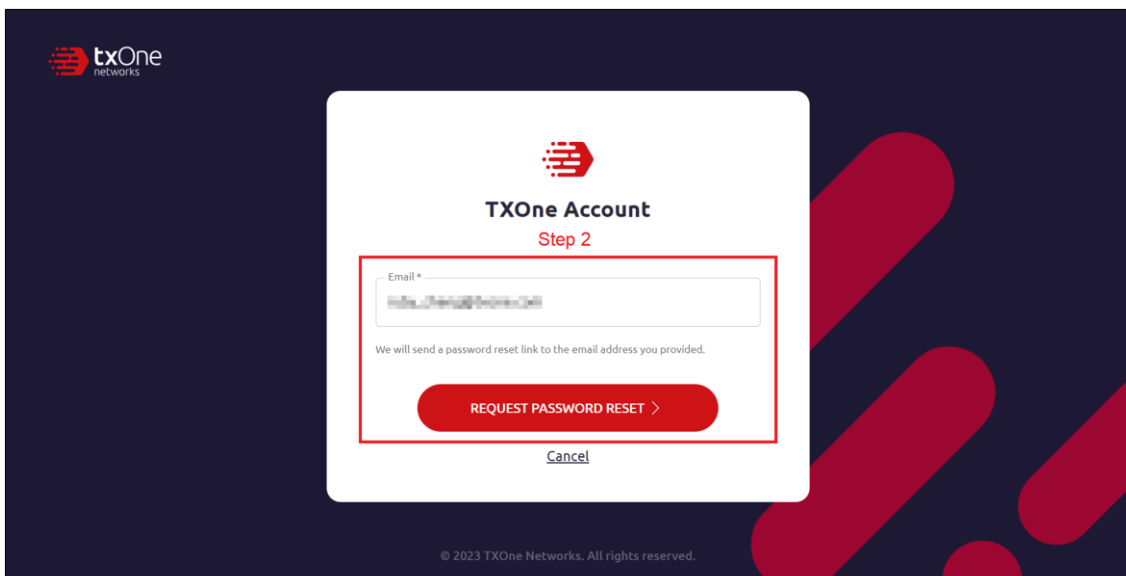 txOne
networks
TXOne Account
Step 2
Email *
We will send a password reset link to the email address you provided.
REQUEST PASSWORD RESET >
Cancel
© 2023 TXOne Networks. All rights reserved.